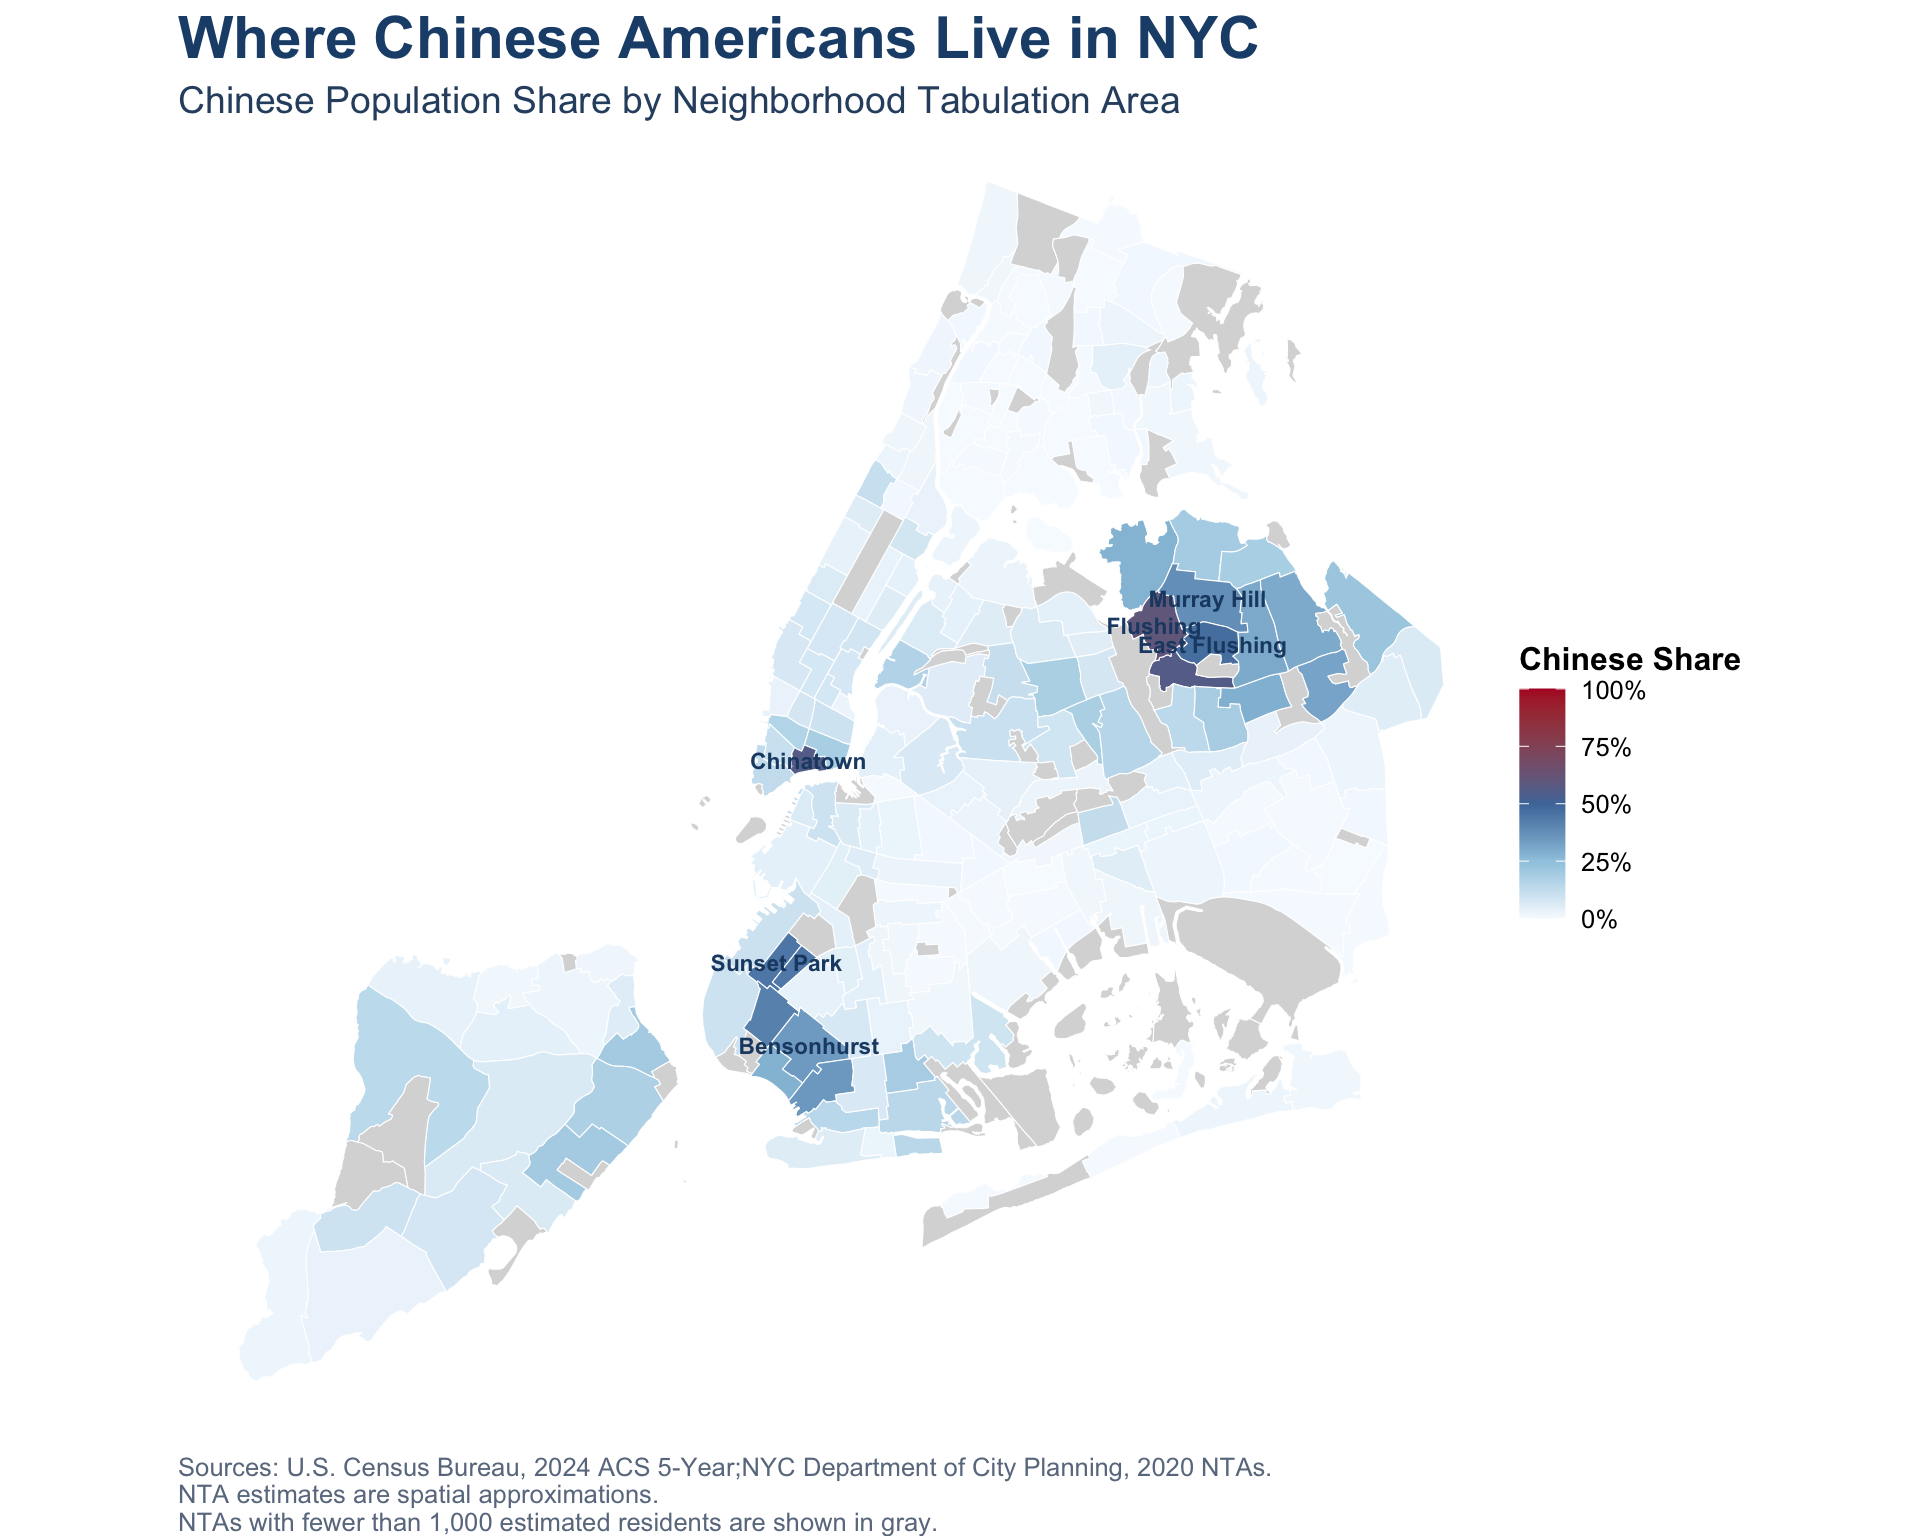 Where Chinese Americans Live in NYC
Chinese Population Share by Neighborhood Tabulation Area
Murray Hill
Flushing
East Flushing
Chinatown
Sunset Park
Bensonhurst
Chinese Share
100%
75%
50%
25%
0%
Sources: U.S. Census Bureau, 2024 ACS 5-Year;NYC Department of City Planning, 2020 NTAs.
NTA estimates are spatial approximations.
NTAs with fewer than 1,000 estimated residents are shown in gray.